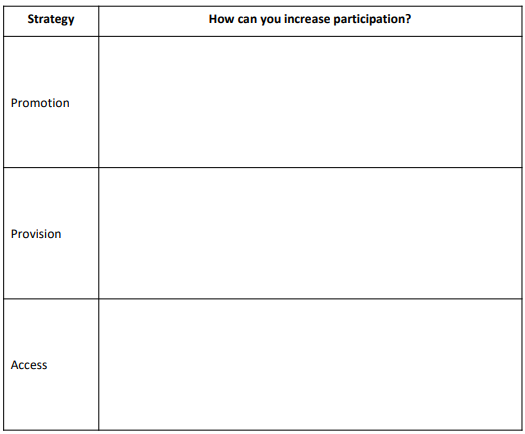 Strategy
How can you increase participation?
Promotion
Provision
Access